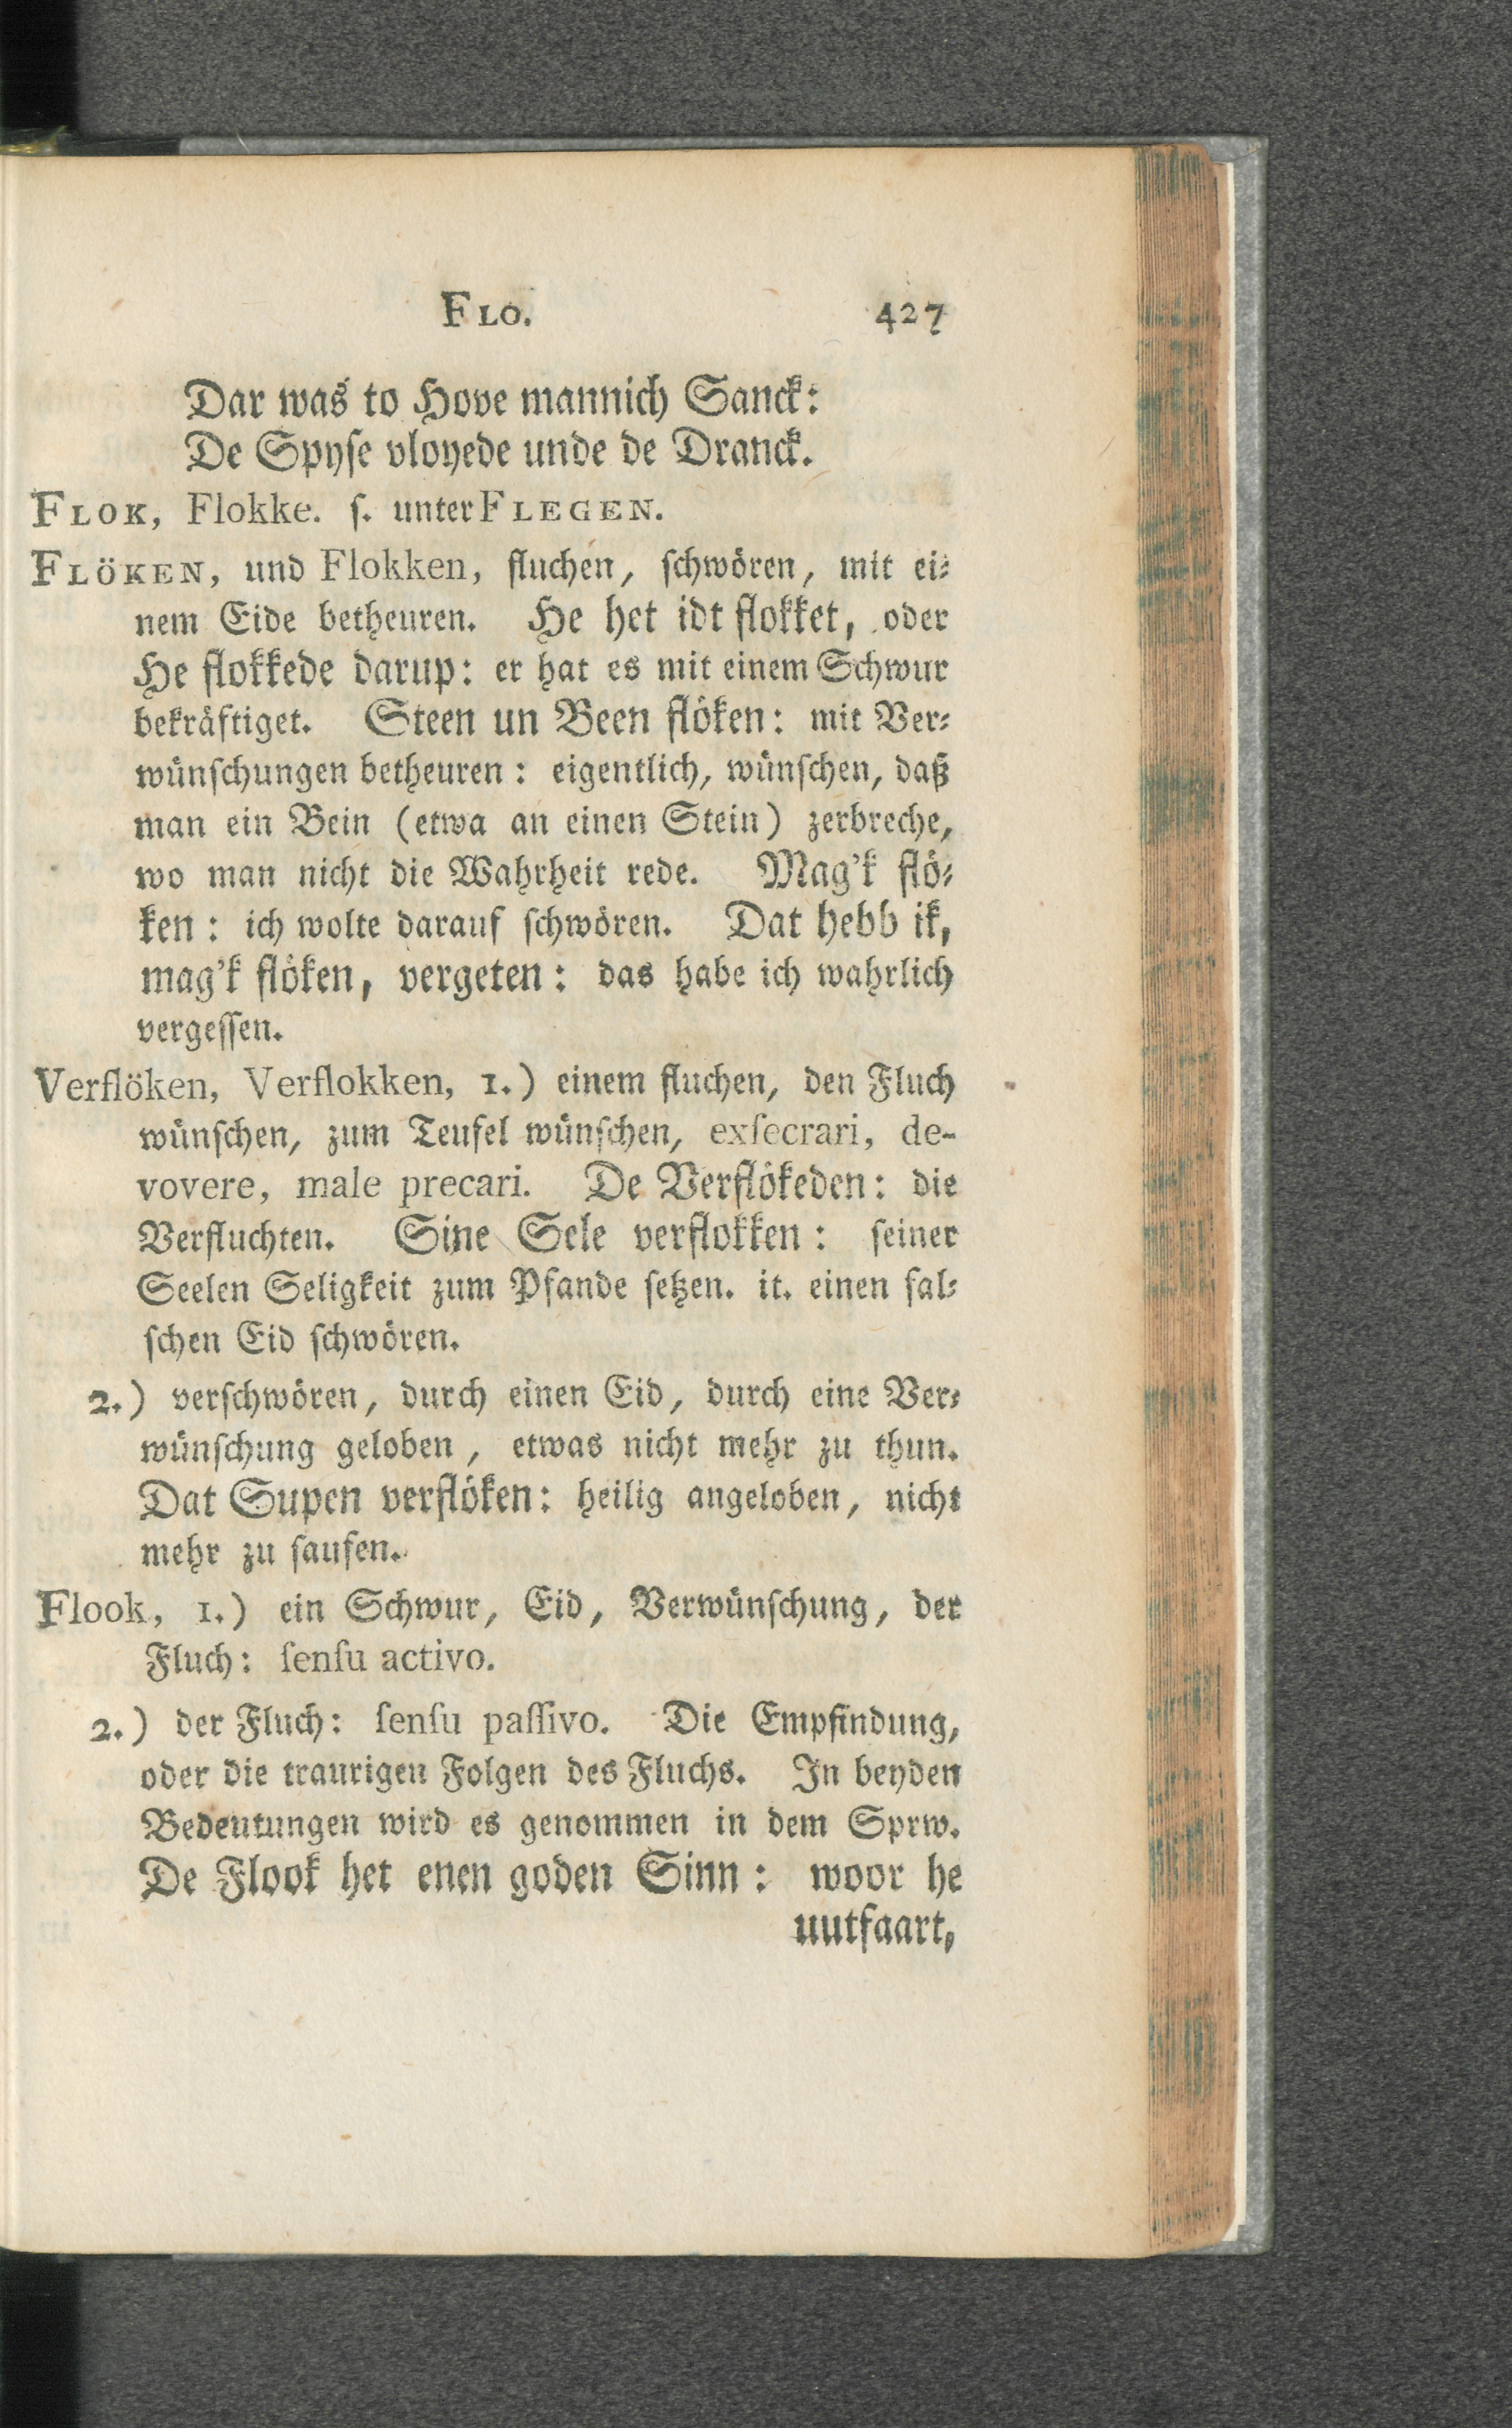 FLO. 427
Dar was to Hove mannich Sanck:
De Spyſe vloyede unde de Dranck.
FLOK, Flokke. ſ. unter FLEGEN.
FLÖKEN, und Flokken, fluchen, ſchwören, mit ei⸗
nem Eide betheuren. He het idt flokket, oder
He flokkede darup: er hat es mit einem Schwur
bekräftiget. Steen un Been flöken: mit Ver⸗
wünſchungen betheuren: eigentlich, wünſchen, daß
man ein Bein (etwa an einen Stein) zerbreche,
wo man nicht die Wahrheit rede. Mag'k flö⸗
ken: ich wolte darauf ſchwören. Dat hebb ik,
mag'k flöken, vergeten: das habe ich wahrlich
vergeſſen.
Verflöken, Verflokken, 1.) einem fluchen, den Fluch
wünſchen, zum Teufel wünſchen, exſecrari, de-
vovere, male precari. De Verflökeden: die
Verfluchten. Sine Sele verflokken: ſeiner
Seelen Seligkeit zum Pfande ſetzen. it. einen fal⸗
ſchen Eid ſchwören.
2.) verſchwören, durch einen Eid, durch eine Ver⸗
wünſchung geloben, etwas nicht mehr zu thun.
Dat Supen verflöken: heilig angeloben, nicht
mehr zu ſaufen.
Flook, 1.) ein Schwur, Eid, Verwünſchung, der
Fluch: ſenſu activo.
2.) der Fluch: ſenſu paſſivo. Die Empfindung,
oder die traurigen Folgen des Fluchs. In beyden
Bedeutungen wird es genommen in dem Sprw.
De Flook het enen goden Sinn: woor he
uutfaart,